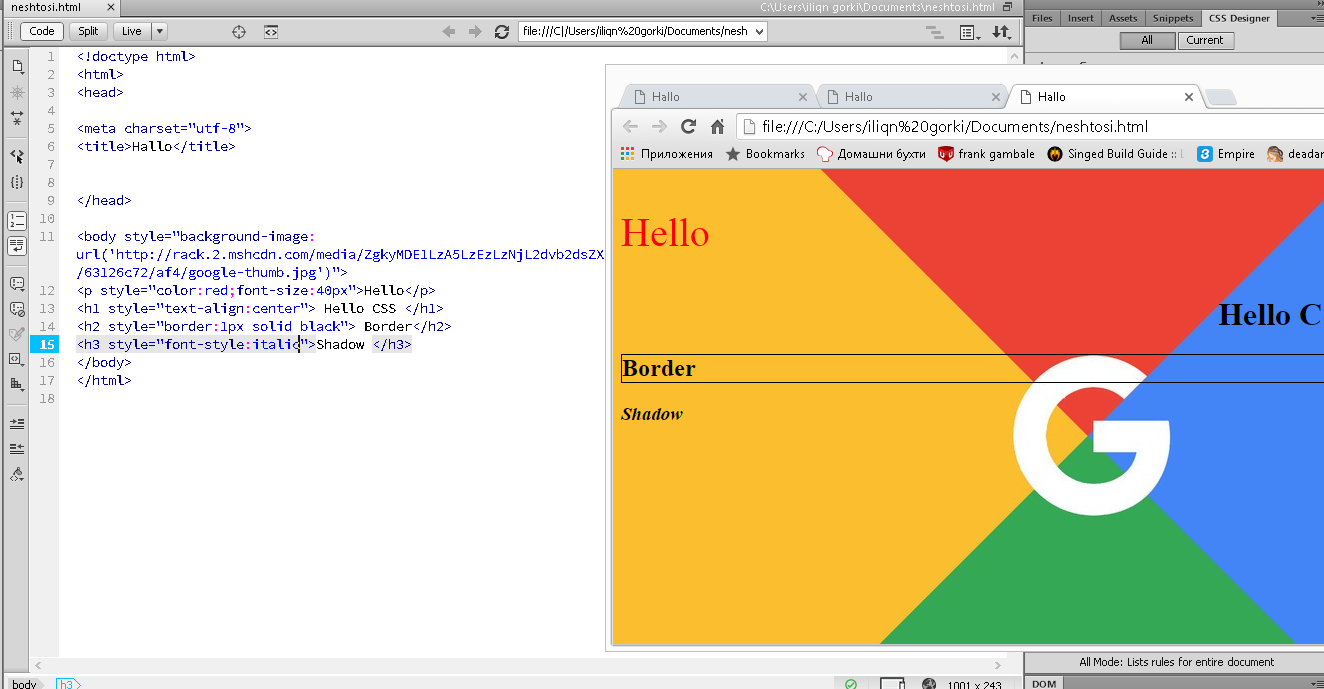 neshtosi.html
C:\Users\iliqn gorki\Documents\neshtosi.html
Code Split Live
file:///C|/Users/iliqn%20gorki/Documents/nesh
Files Insert Assets Snippets CSS Designer
All Current
1 <!doctype html>
2 <html>
3 <head>
4
5 <meta charset="utf-8">
6 <title>Hallo</title>
7
8
9 </head>
10
11 <body style="background-image:
url('http://rack.2.mshcdn.com/media/ZgkyMDE1LzA5LzEzLzNjL2dvb2dsZX
/63126c72/af4/google-thumb.jpg')">
12 <p style="color:red;font-size:40px">Hello</p>
13 <h1 style="text-align:center"> Hello CSS </h1>
14 <h2 style="border:1px solid black"> Border</h2>
15 <h3 style="font-style:italic">Shadow </h3>
16 </body>
17 </html>
18
Hallo Hallo Hallo
file:///C:/Users/iliqn%20gorki/Documents/neshtosi.html
Приложения Bookmarks Домашни бухти frank gambale Singed Build Guide :: Empire deadar
Hello
Hello C
Border
Shadow
All Mode: Lists rules for entire document
body h3
1001 x 243
DOM